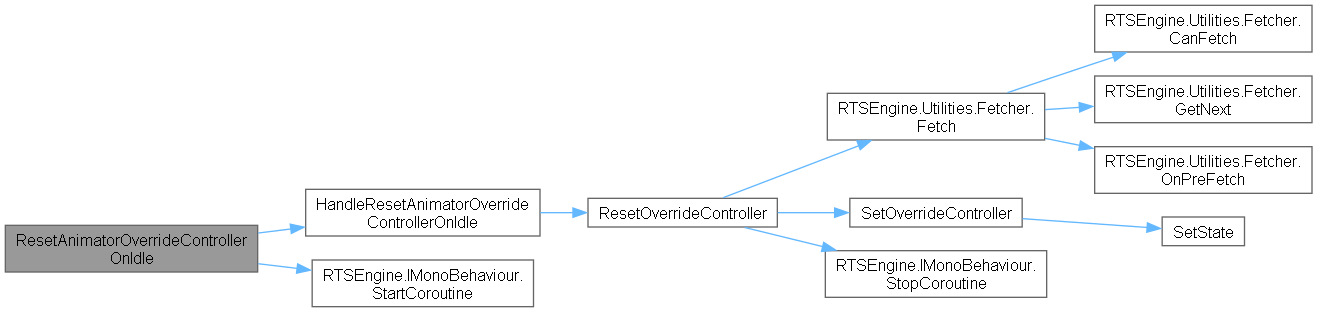 ResetAnimatorOverrideController
OnIdle
HandleResetAnimatorOverride
ControllerOnIdle
RTSEngine.IMonoBehaviour.
StartCoroutine
ResetOverrideController
RTSEngine.Utilities.Fetcher.
Fetch
SetOverrideController
RTSEngine.IMonoBehaviour.
StopCoroutine
RTSEngine.Utilities.Fetcher.
CanFetch
RTSEngine.Utilities.Fetcher.
GetNext
RTSEngine.Utilities.Fetcher.
OnPreFetch
SetState